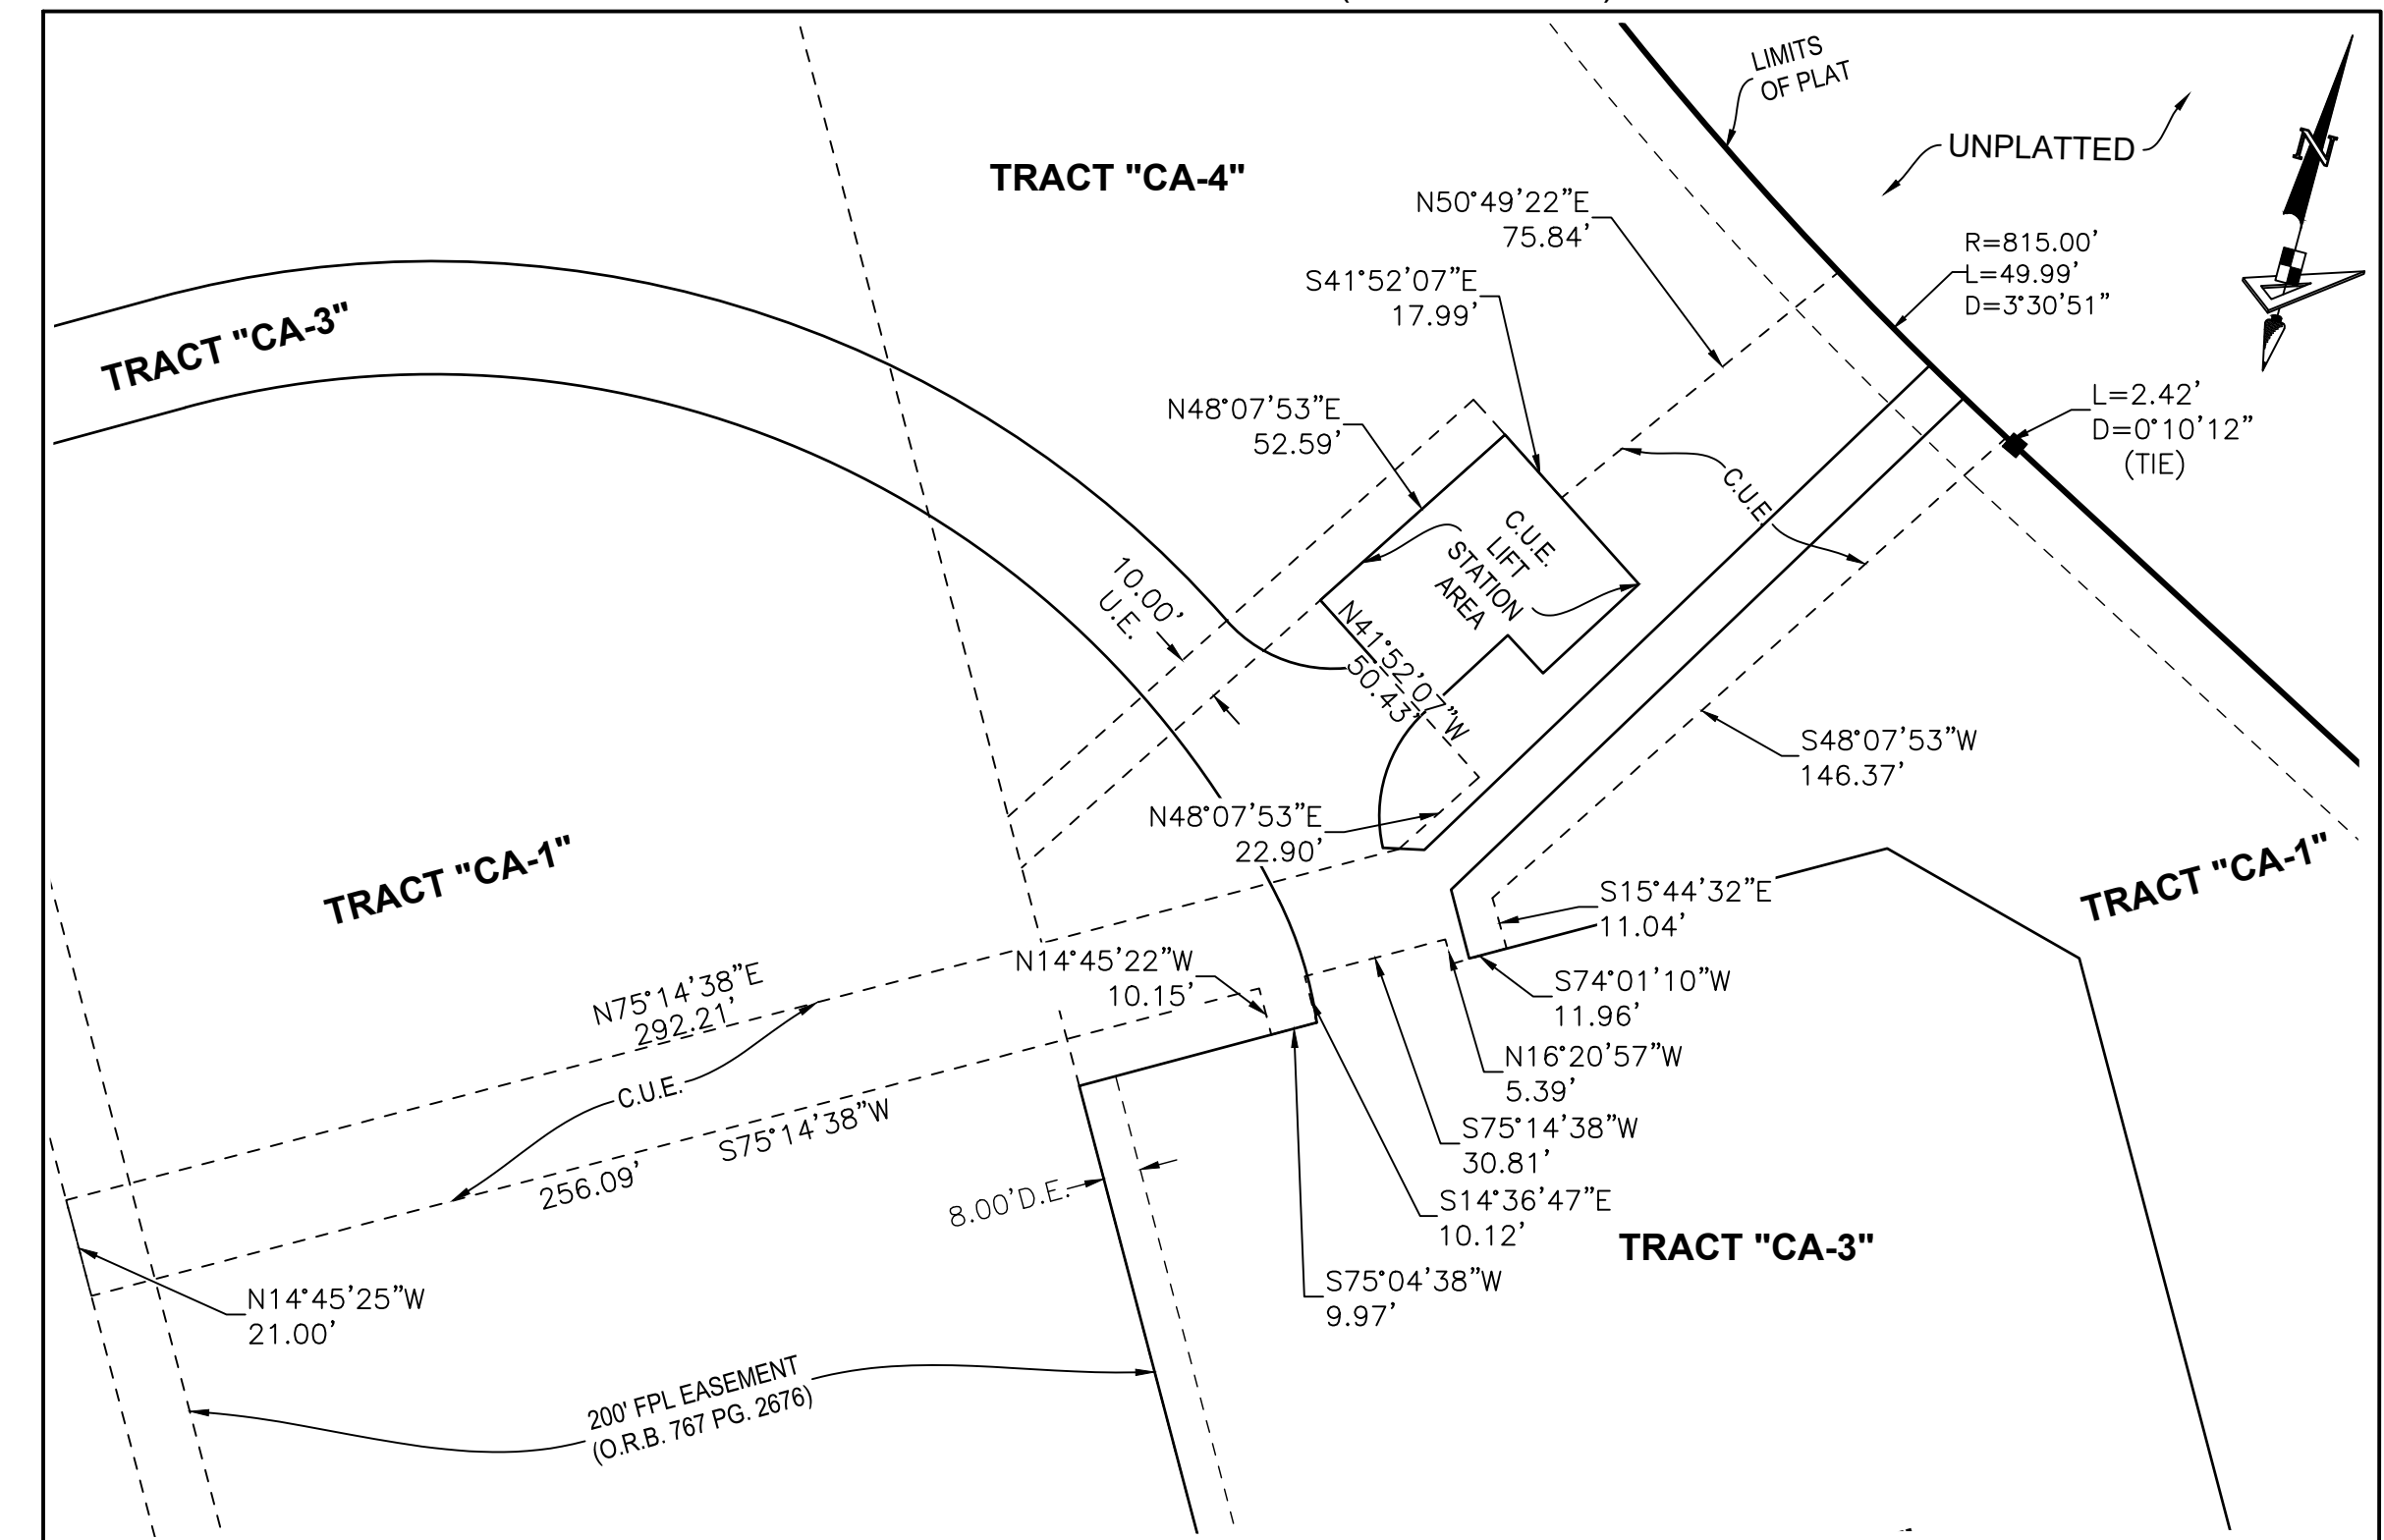 LIMITS
OF PLAT
UNPLATTED
N
TRACT "CA-4"
N50°49'22"E
75.84'
R=815.00'
L=49.99'
D=3°30'51"
S41°52'07"E
17.99'
TRACT "CA-3"
N48°07'53"E
52.59'
L=2.42'
D=0°10'12"
(TIE)
C.U.E.
C.U.E.
LIFT
STATION
AREA
10.00'
U.E.
N41°52'07"W
50.43'
S48°07'53"W
146.37'
N48°07'53"E
22.90'
TRACT "CA-1"
TRACT "CA-1"
S15°44'32"E
11.04'
N14°45'22"W
10.15'
S74°01'10"W
11.96'
N75°14'38"E
292.21'
N16°20'57"W
5.39'
C.U.E.
S75°14'38"W
256.09'
S75°14'38"W
30.81'
8.00'D.E.
S14°36'47"E
10.12'
TRACT "CA-3"
S75°04'38"W
9.97'
N14°45'25"W
21.00'
200' FPL EASEMENT
(O.R.B. 767 PG. 2676)